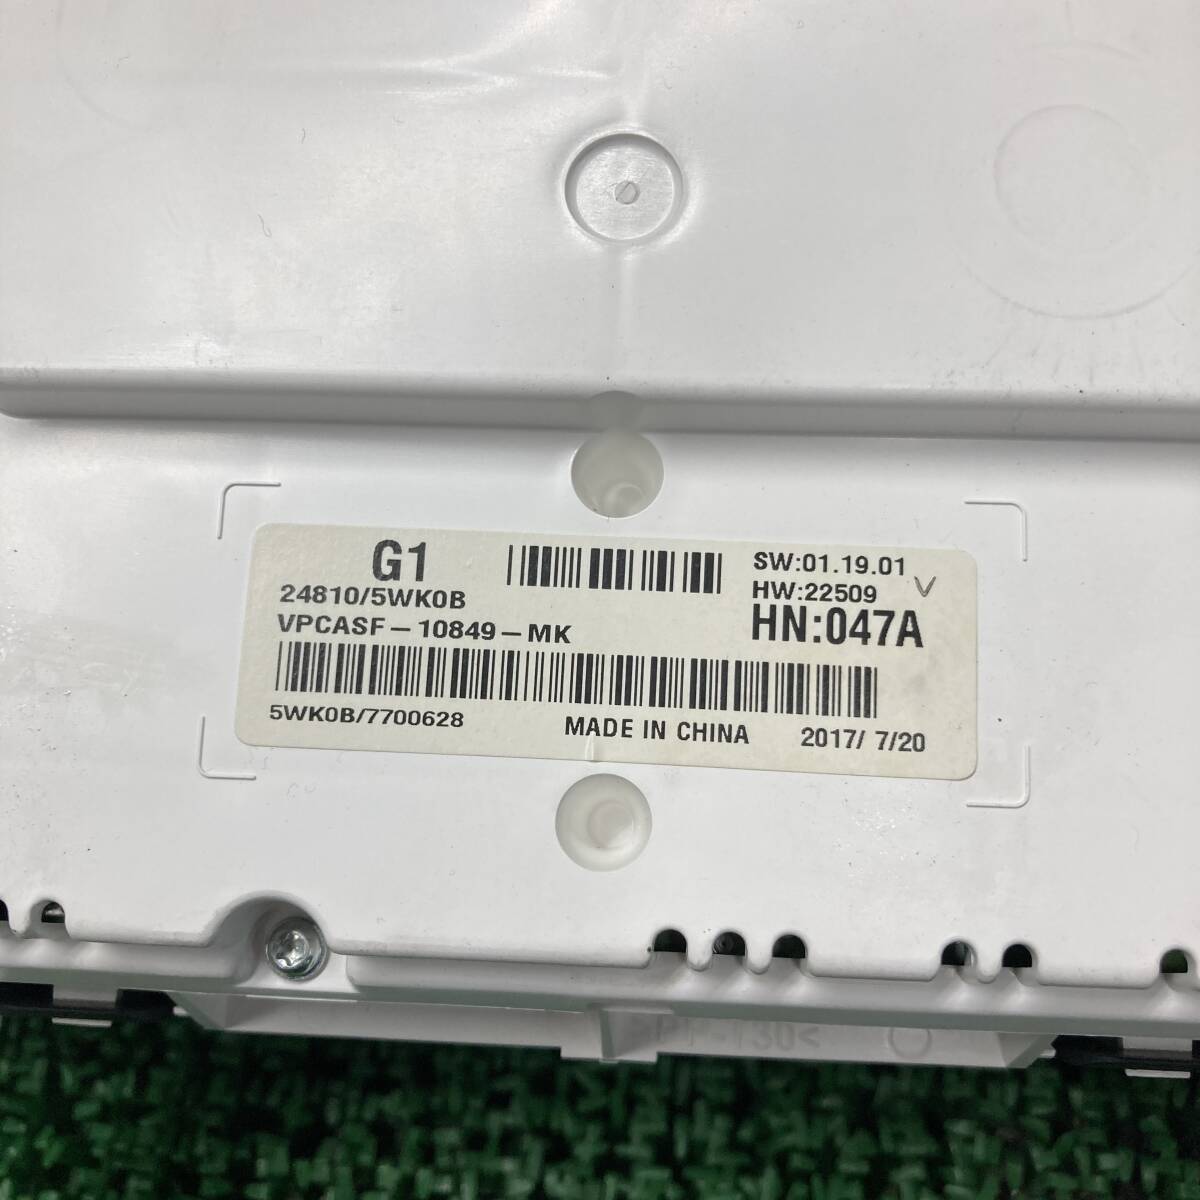 G1
SW:01.19.01
24810/5WK0B
HW:22509
VPCASF-10849-MK
HN:047A
5WK0B/7700628
MADE IN CHINA
2017/ 7/20